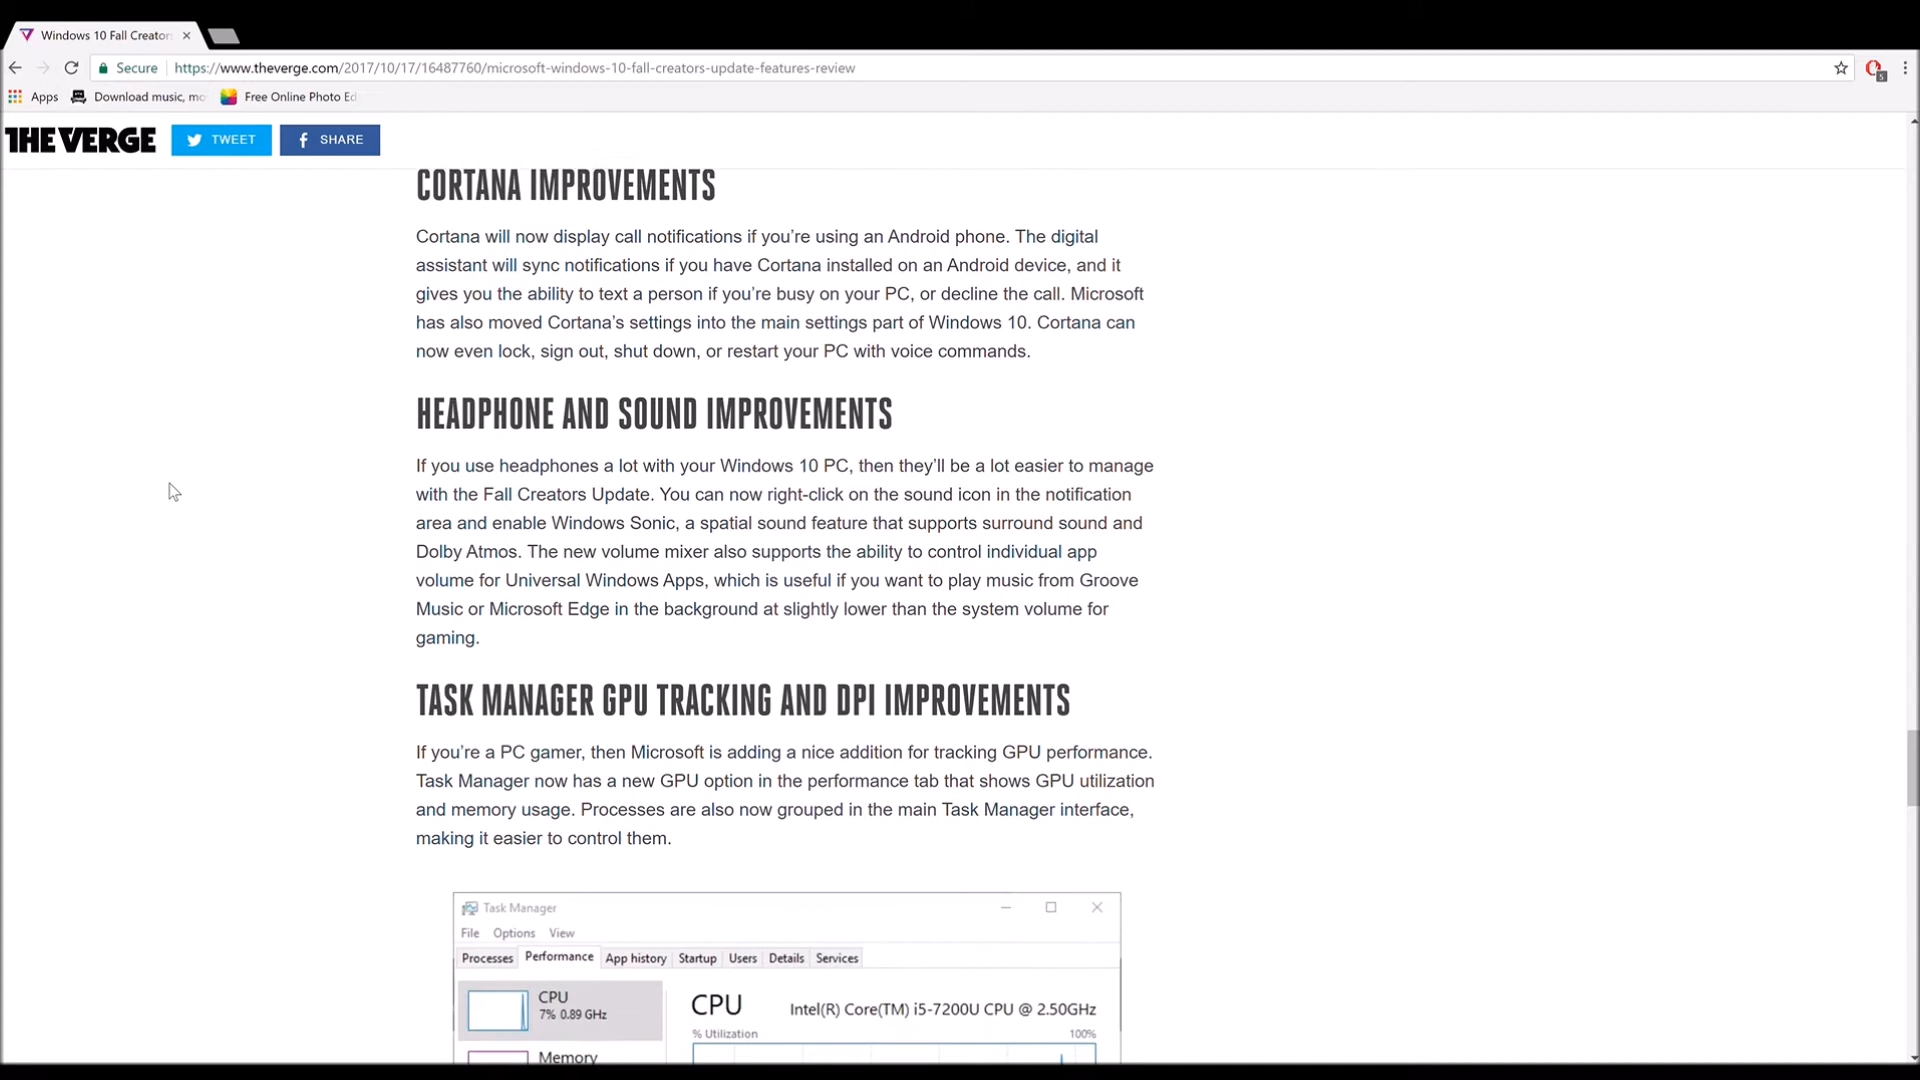 Windows 10 Fall Creator
Secure https://www.theverge.com/2017/10/17/16487760/microsoft-windows-10-fall-creators-update-features-review
5
Apps Download music, mo Free Online Photo Ed
THE VERGE TWEET SHARE
CORTANA IMPROVEMENTS
Cortana will now display call notifications if you’re using an Android phone. The digital
assistant will sync notifications if you have Cortana installed on an Android device, and it
gives you the ability to text a person if you’re busy on your PC, or decline the call. Microsoft
has also moved Cortana’s settings into the main settings part of Windows 10. Cortana can
now even lock, sign out, shut down, or restart your PC with voice commands.
HEADPHONE AND SOUND IMPROVEMENTS
If you use headphones a lot with your Windows 10 PC, then they’ll be a lot easier to manage
with the Fall Creators Update. You can now right-click on the sound icon in the notification
area and enable Windows Sonic, a spatial sound feature that supports surround sound and
Dolby Atmos. The new volume mixer also supports the ability to control individual app
volume for Universal Windows Apps, which is useful if you want to play music from Groove
Music or Microsoft Edge in the background at slightly lower than the system volume for
gaming.
TASK MANAGER GPU TRACKING AND DPI IMPROVEMENTS
If you’re a PC gamer, then Microsoft is adding a nice addition for tracking GPU performance.
Task Manager now has a new GPU option in the performance tab that shows GPU utilization
and memory usage. Processes are also now grouped in the main Task Manager interface,
making it easier to control them.
Task Manager
File Options View
Processes Performance App history Startup Users Details Services
CPU
7% 0.89 GHz
CPU Intel(R) Core(TM) i5-7200U CPU @ 2.50GHz
% Utilization 100%
Memory